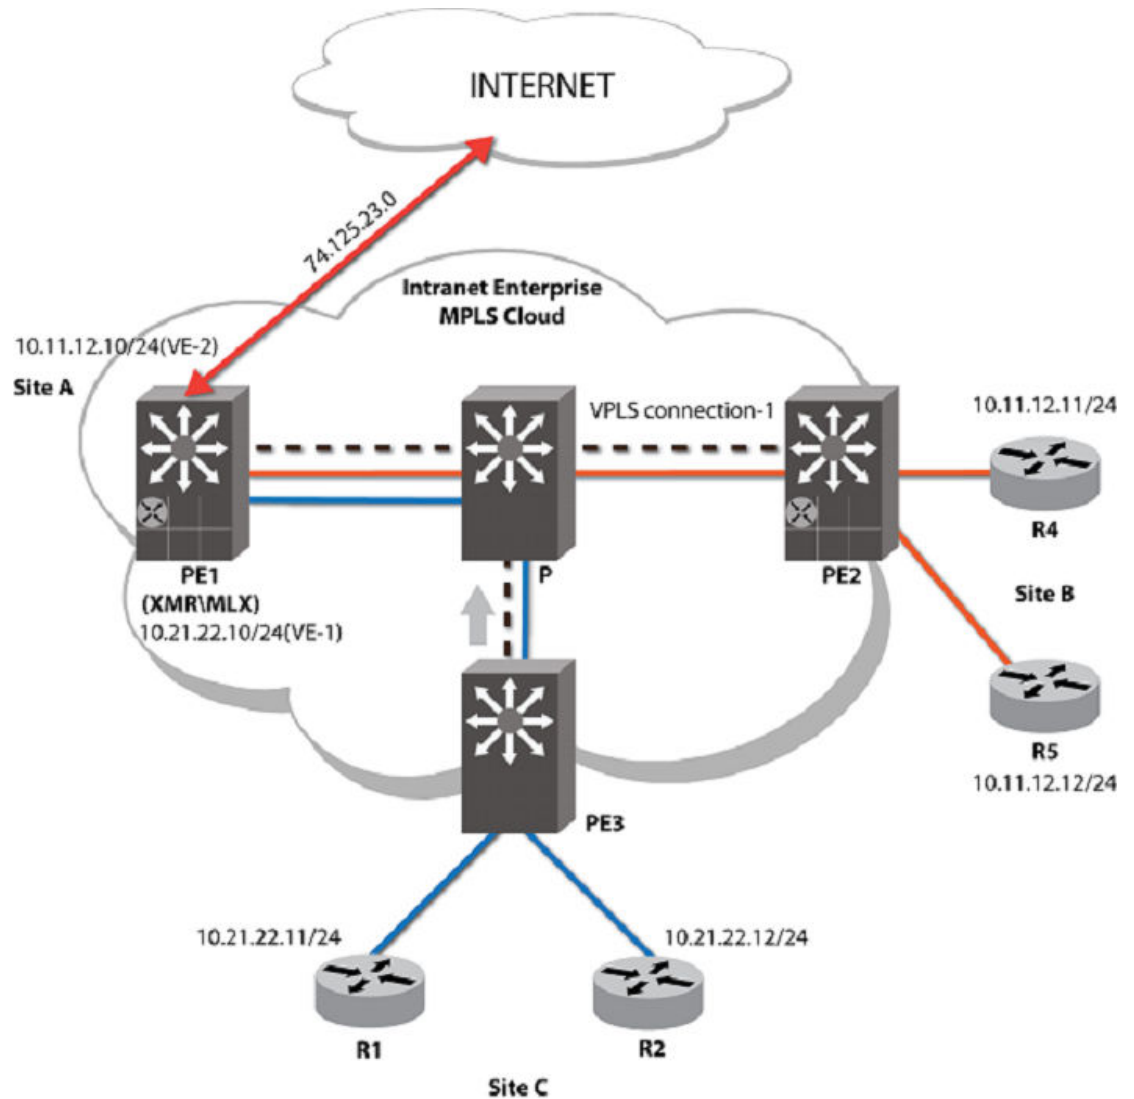 INTERNET
74.125.23.0
Intranet Enterprise
MPLS Cloud
10.11.12.10/24(VE-2)
Site A
VPLS connection-1
10.11.12.11/24
R4
PE1
(XMR\MLX)
10.21.22.10/24(VE-1)
P
PE2
Site B
R5
10.11.12.12/24
PE3
10.21.22.11/24
10.21.22.12/24
R1
R2
Site C